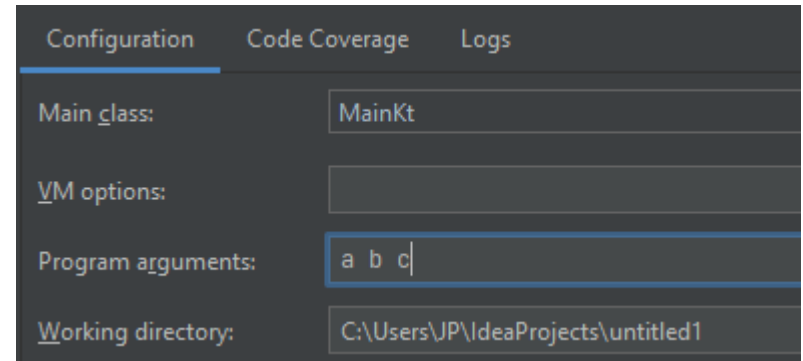 Configuration Code Coverage Logs
Main class: MainKt
VM options:
Program arguments: a b c
Working directory: C:\Users\JP\IdeaProjects\untitled1